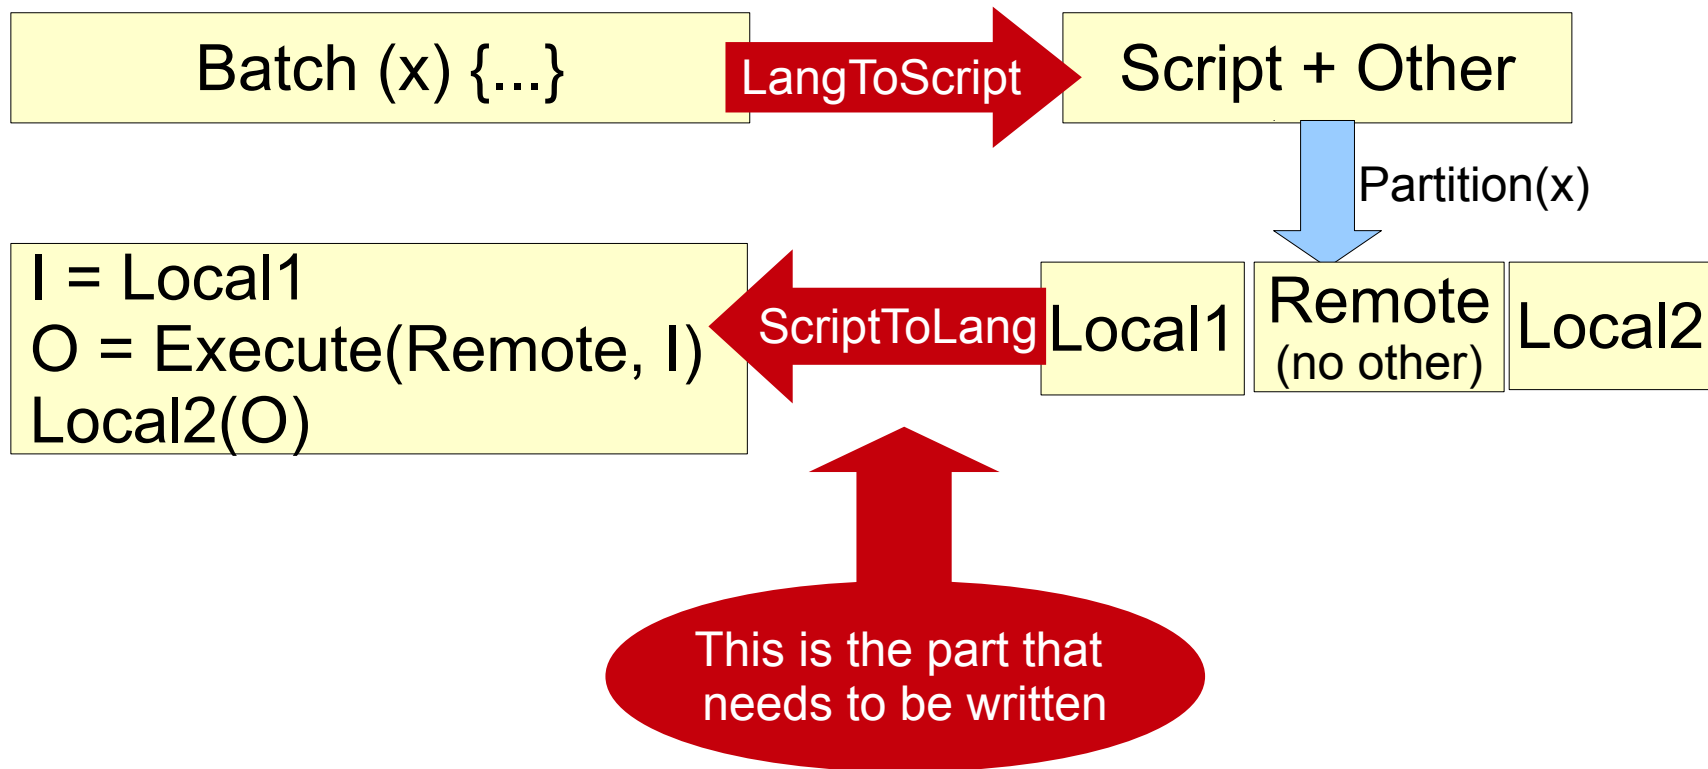 Batch (x) {...}
LangToScript
Script + Other
Partition(x)
I = Local1
O = Execute(Remote, I)
Local2(O)
ScriptToLang
Local1
Remote
(no other)
Local2
This is the part that
needs to be written